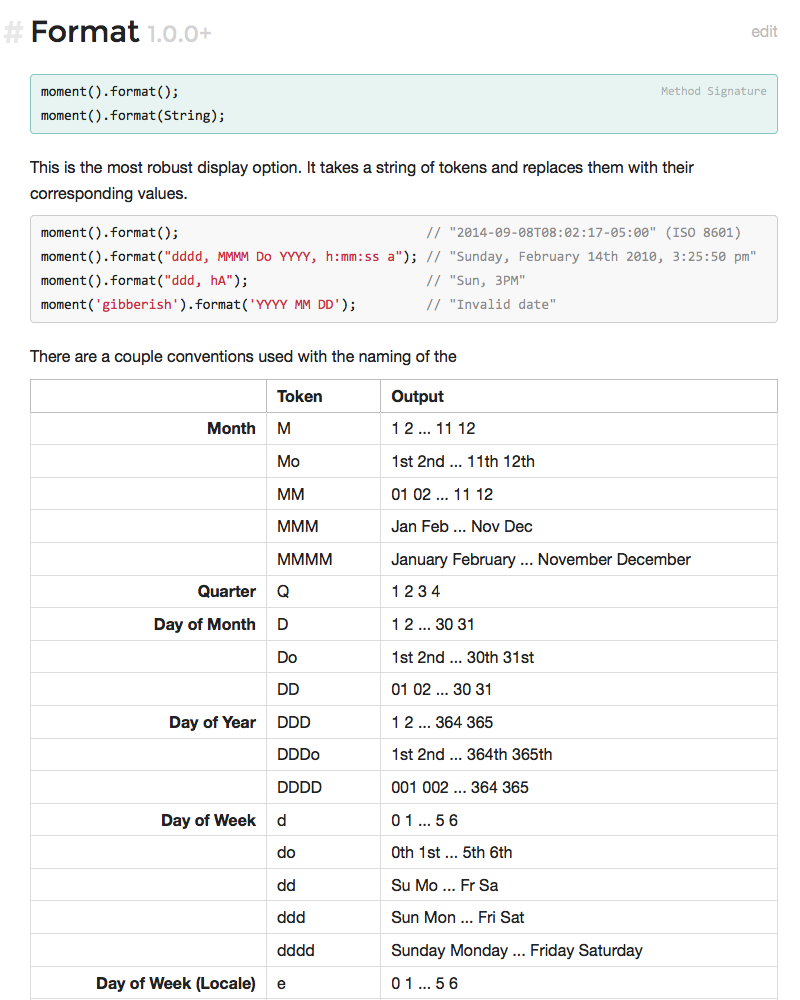 # Format 1.0.0+
edit
moment().format();
Method Signature
moment().format(String);
This is the most robust display option. It takes a string of tokens and replaces them with their
corresponding values.
moment().format(); // "2014-09-08T08:02:17-05:00" (ISO 8601)
moment().format("dddd, MMMM Do YYYY, h:mm:ss a"); // "Sunday, February 14th 2010, 3:25:50 pm"
moment().format("ddd, hA"); // "Sun, 3PM"
moment('gibberish').format('YYYY MM DD'); // "Invalid date"
There are a couple conventions used with the naming of the
Token Output
Month M 1 2 ... 11 12
Mo 1st 2nd ... 11th 12th
MM 01 02 ... 11 12
MMM Jan Feb ... Nov Dec
MMMM January February ... November December
Quarter Q 1 2 3 4
Day of Month D 1 2 ... 30 31
Do 1st 2nd ... 30th 31st
DD 01 02 ... 30 31
Day of Year DDD 1 2 ... 364 365
DDDo 1st 2nd ... 364th 365th
DDDD 001 002 ... 364 365
Day of Week d 0 1 ... 5 6
do 0th 1st ... 5th 6th
dd Su Mo ... Fr Sa
ddd Sun Mon ... Fri Sat
dddd Sunday Monday ... Friday Saturday
Day of Week (Locale) e 0 1 ... 5 6